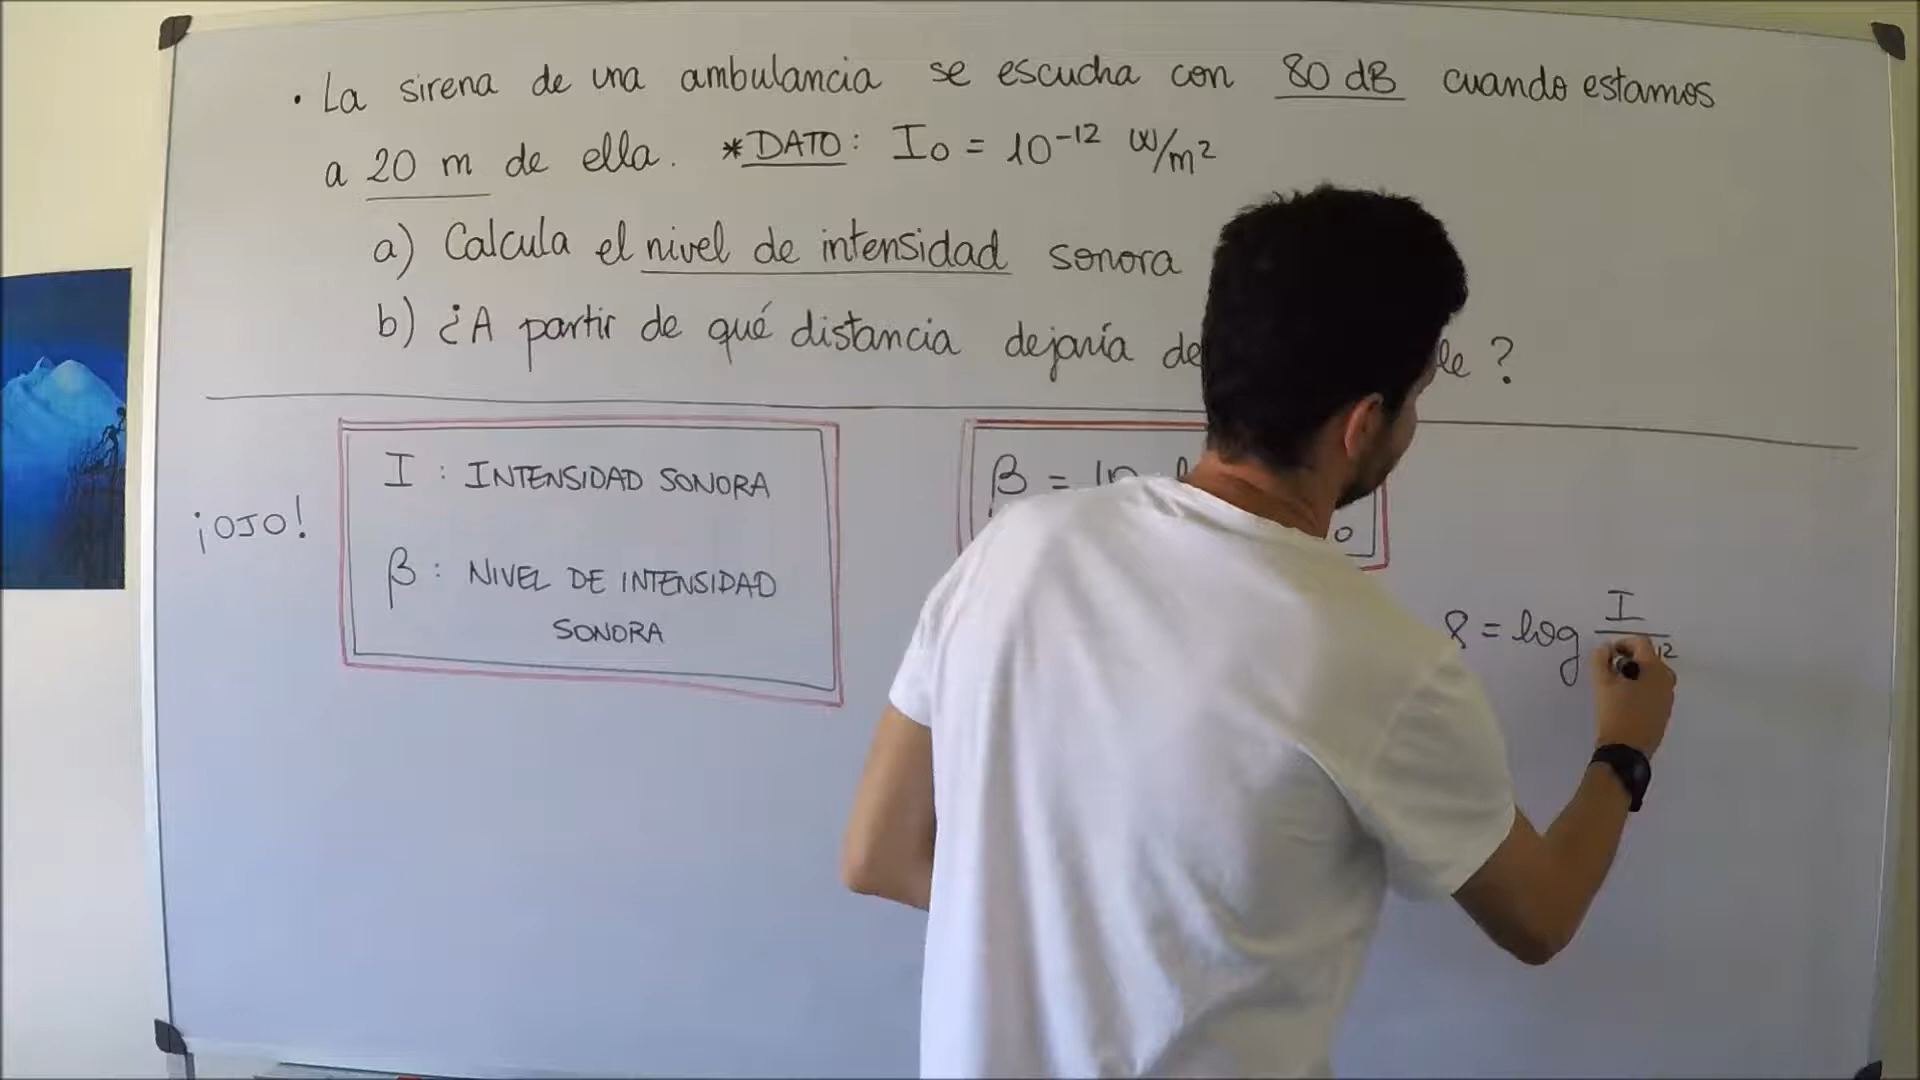 · La sirena de una ambulancia se escucha con 80 dB cuando estamos
a 20 m de ella. *DATO: I₀ = 10⁻¹² W/m²
a) Calcula el nivel de intensidad sonora
b) ¿A partir de qué distancia dejaría de ?
¡OJO!
I : INTENSIDAD SONORA
β : NIVEL DE INTENSIDAD
SONORA
β = 10
8 = log I
12